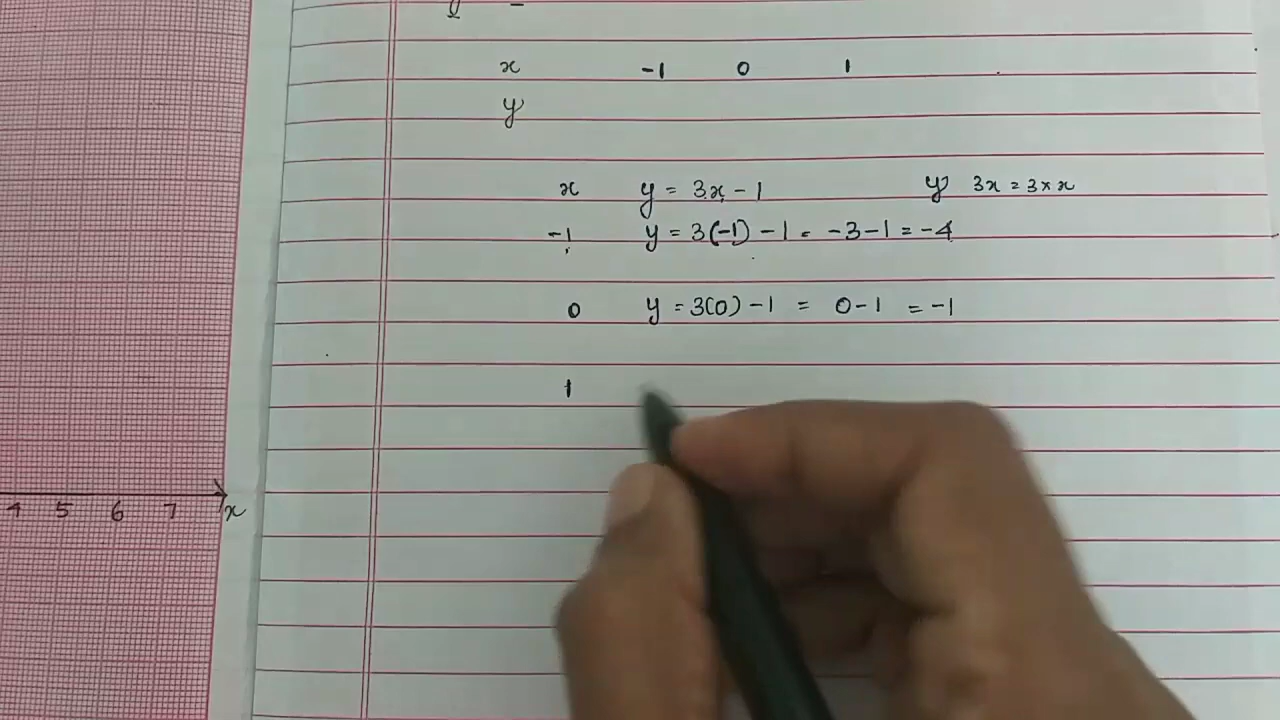 x -1 0 1
y
x y = 3x - 1 y 3x = 3 × x
-1 y = 3(-1) - 1 = -3 - 1 = -4
0 y = 3(0) - 1 = 0 - 1 = -1
1
4 5 6 7 x